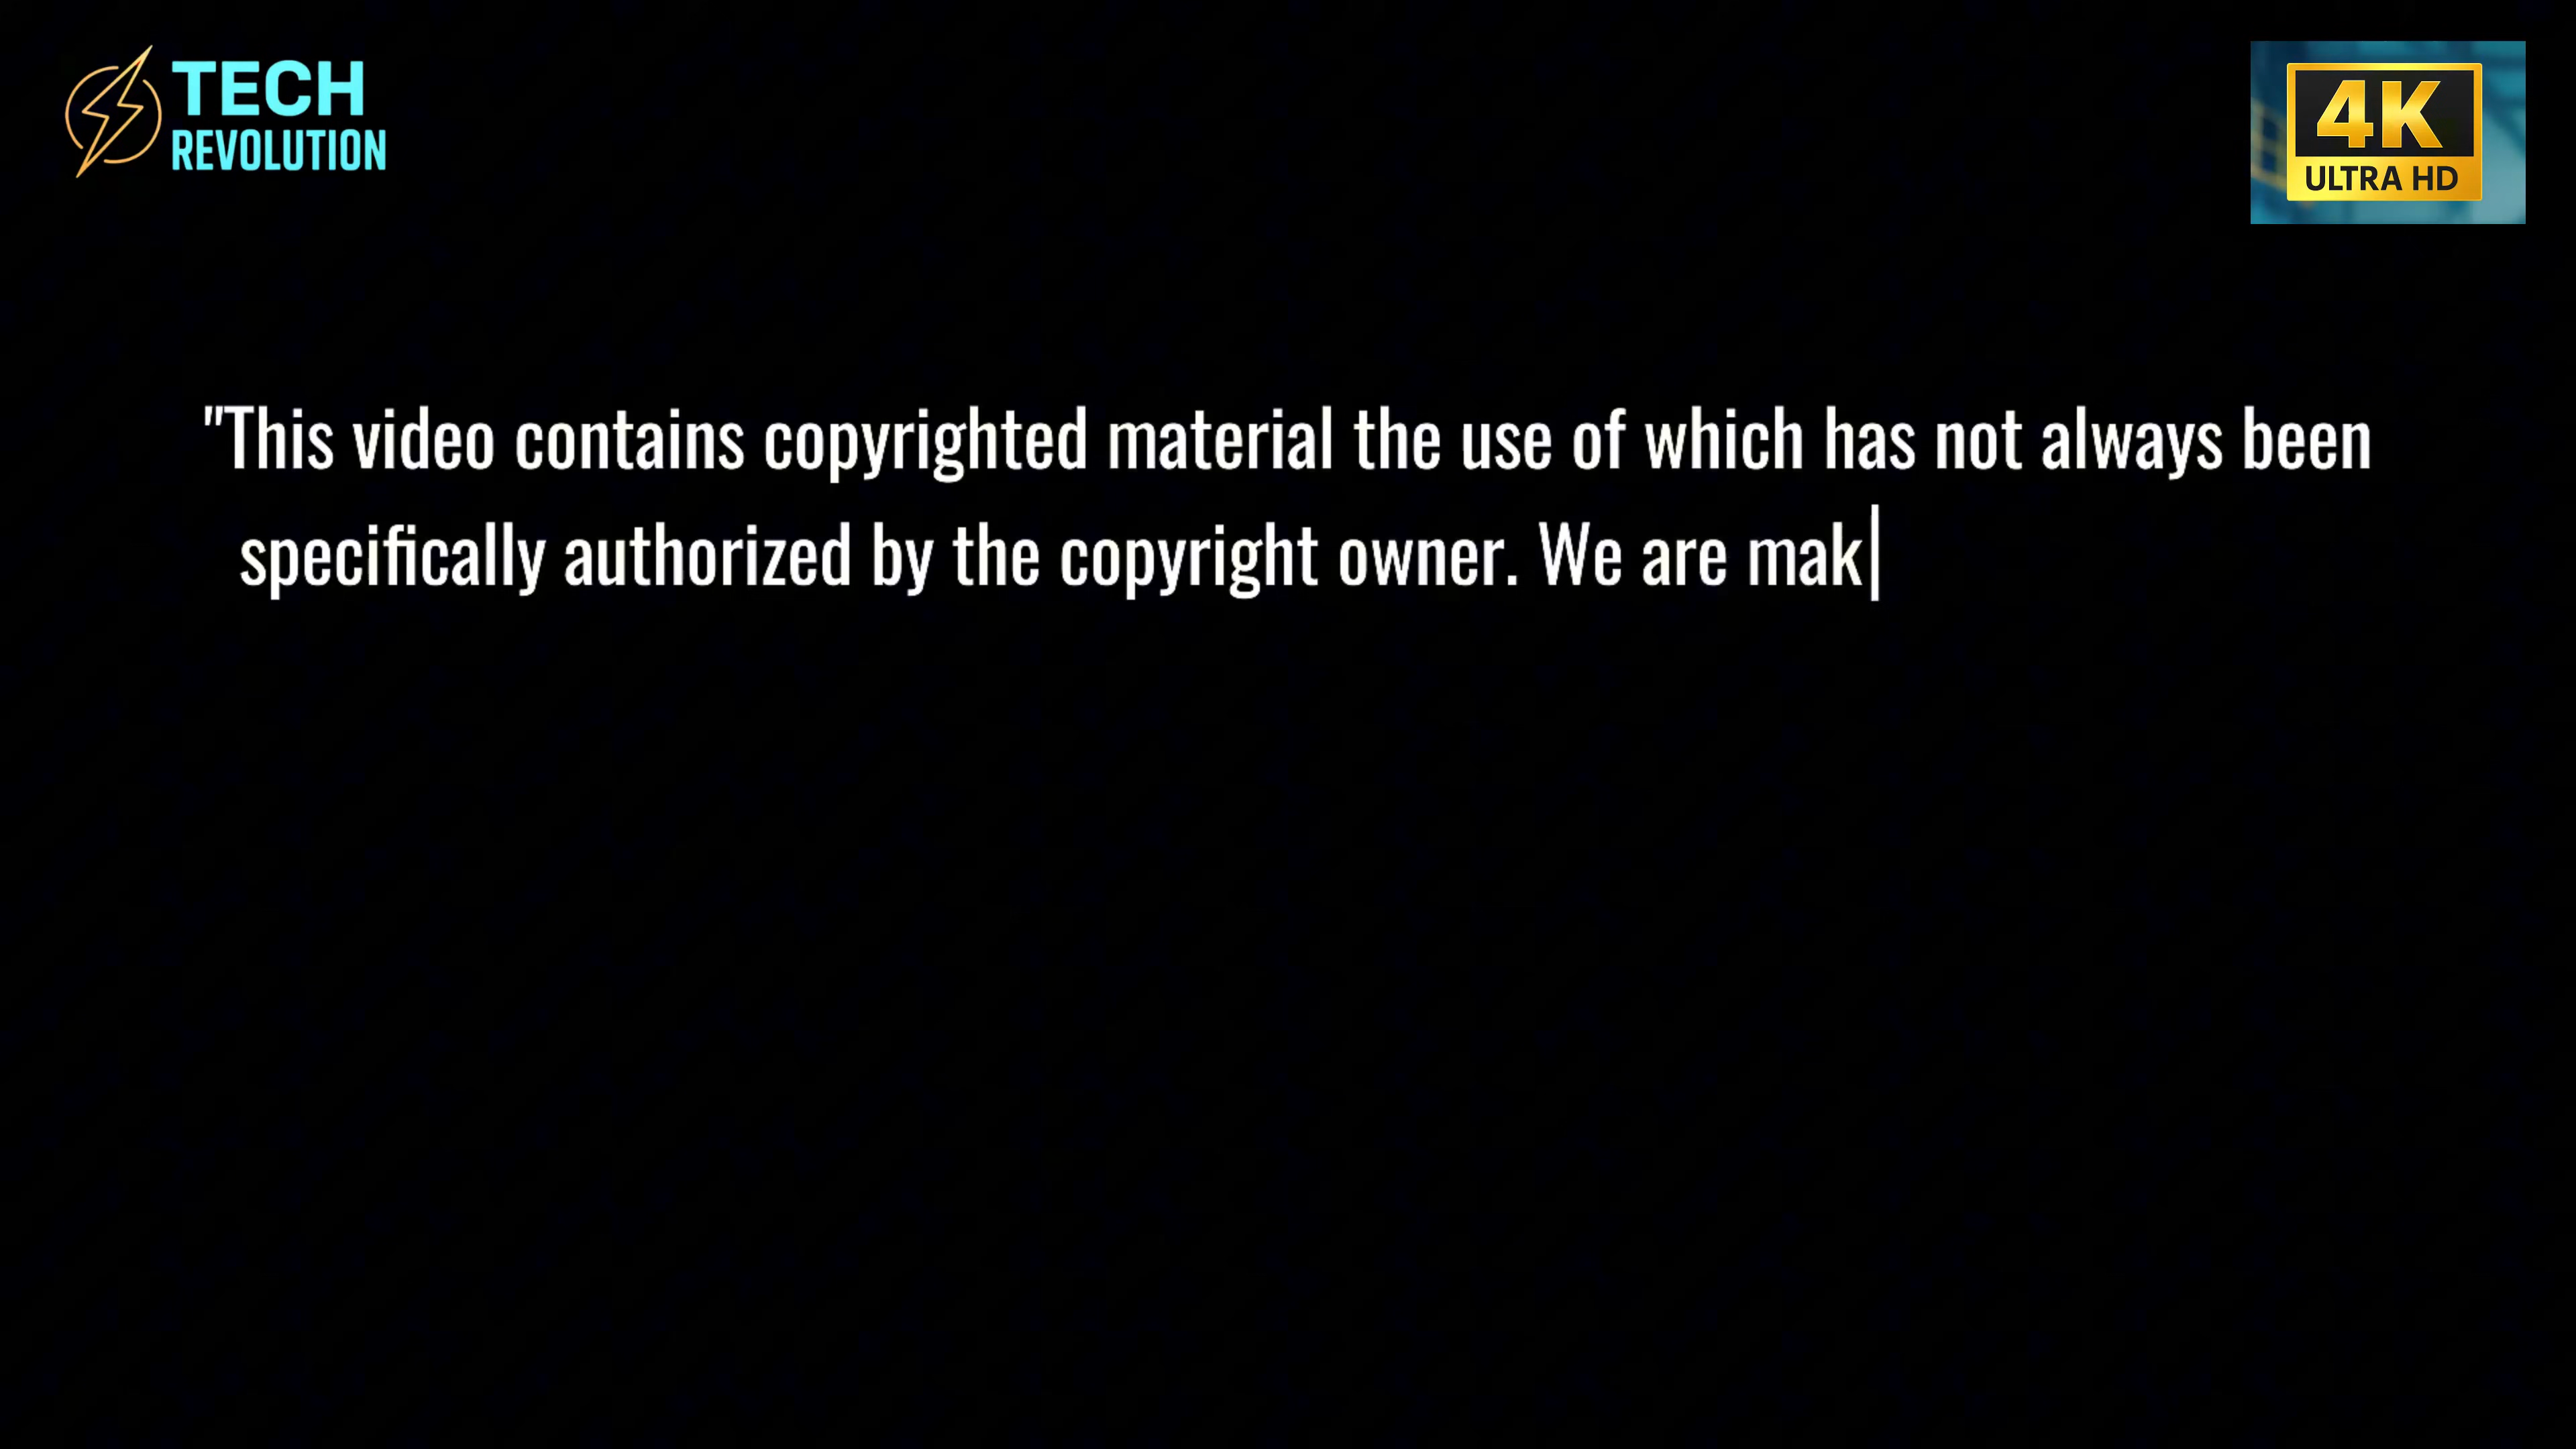 TECH
REVOLUTION
4K
ULTRA HD
"This video contains copyrighted material the use of which has not always been
specifically authorized by the copyright owner. We are mak